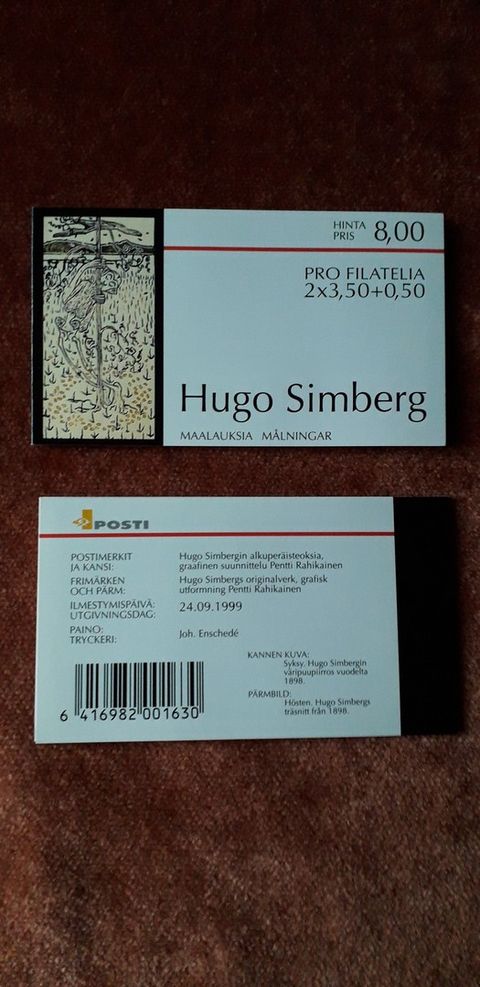 HINTA
PRIS 8,00
PRO FILATELIA
2x3,50+0,50
Hugo Simberg
MAALAUKSIA MÅLNINGAR
POSTI
POSTIMERKIT
JA KANSI:
Hugo Simbergin alkuperäisteoksia,
graafinen suunnittelu Pentti Rahikainen
FRIMÄRKEN
OCH PÄRM:
Hugo Simbergs originalverk, grafisk
utformning Pentti Rahikainen
ILMESTYMISPÄIVÄ:
UTGIVNINGSDAG:
24.09.1999
PAINO:
TRYCKERI:
Joh. Enschedé
KANNEN KUVA:
Syksy. Hugo Simbergin
väripuupiirros vuodelta
1898.
PÄRMBILD:
Hösten. Hugo Simbergs
träsnitt från 1898.
6 416982 001630